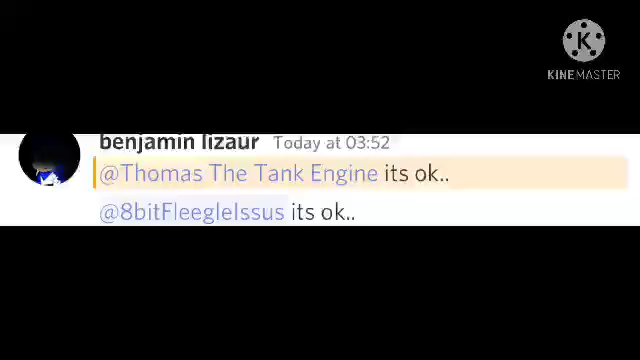 KINEMASTER
benjamin lizaur Today at 03:52
@Thomas The Tank Engine its ok..
@8bitFleegleIssus its ok..